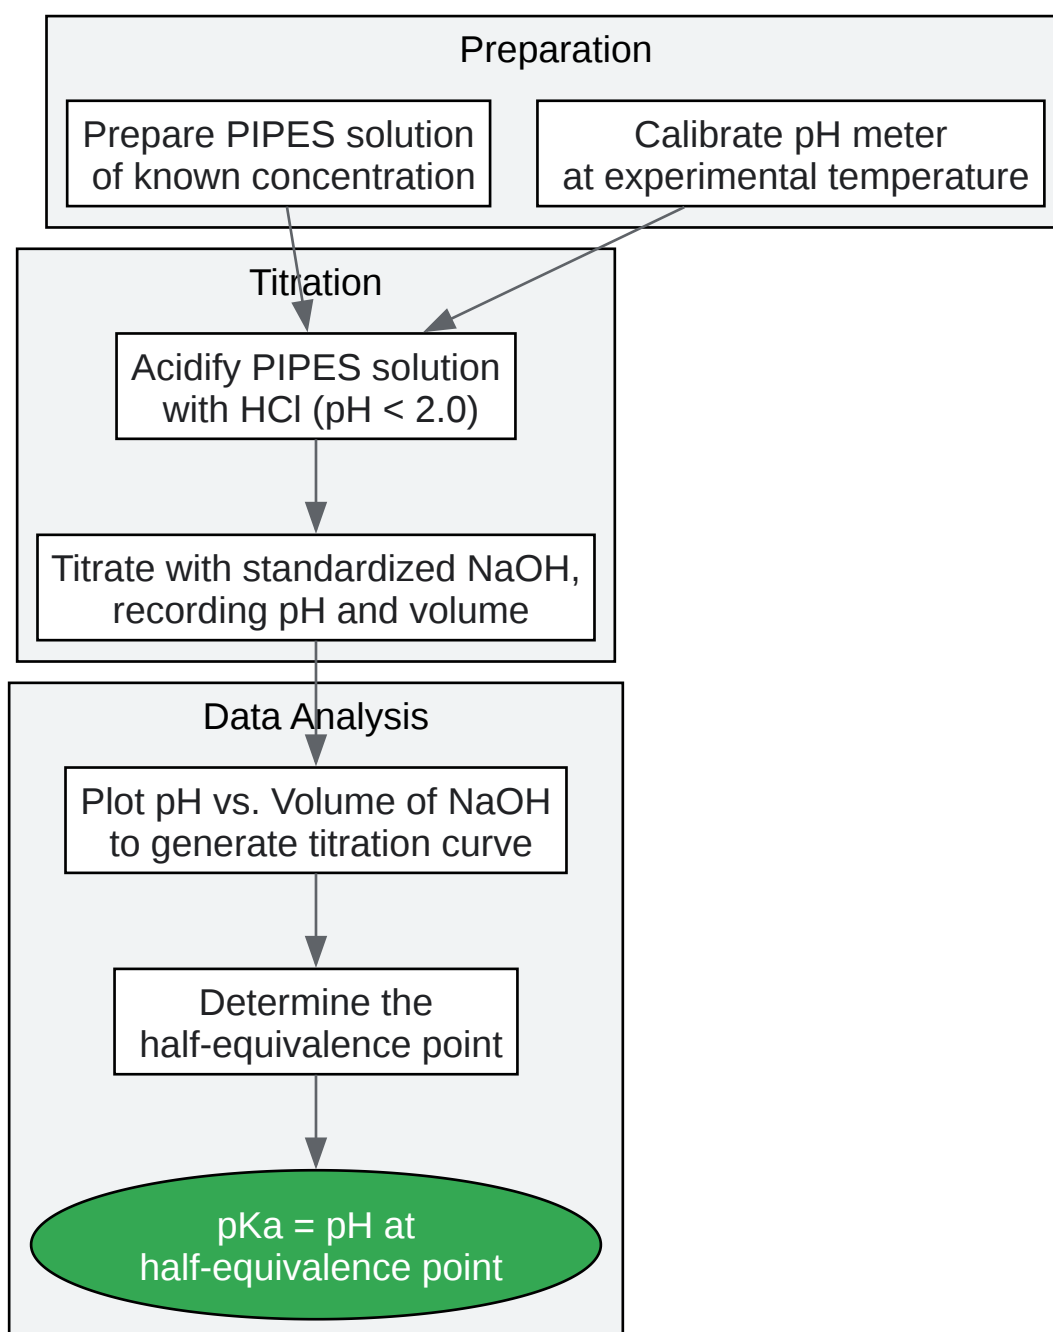 Preparation
Prepare PIPES solution
of known concentration
Calibrate pH meter
at experimental temperature
Titration
Acidify PIPES solution
with HCl (pH < 2.0)
Titrate with standardized NaOH,
recording pH and volume
Data Analysis
Plot pH vs. Volume of NaOH
to generate titration curve
Determine the
half-equivalence point
pKa = pH at
half-equivalence point